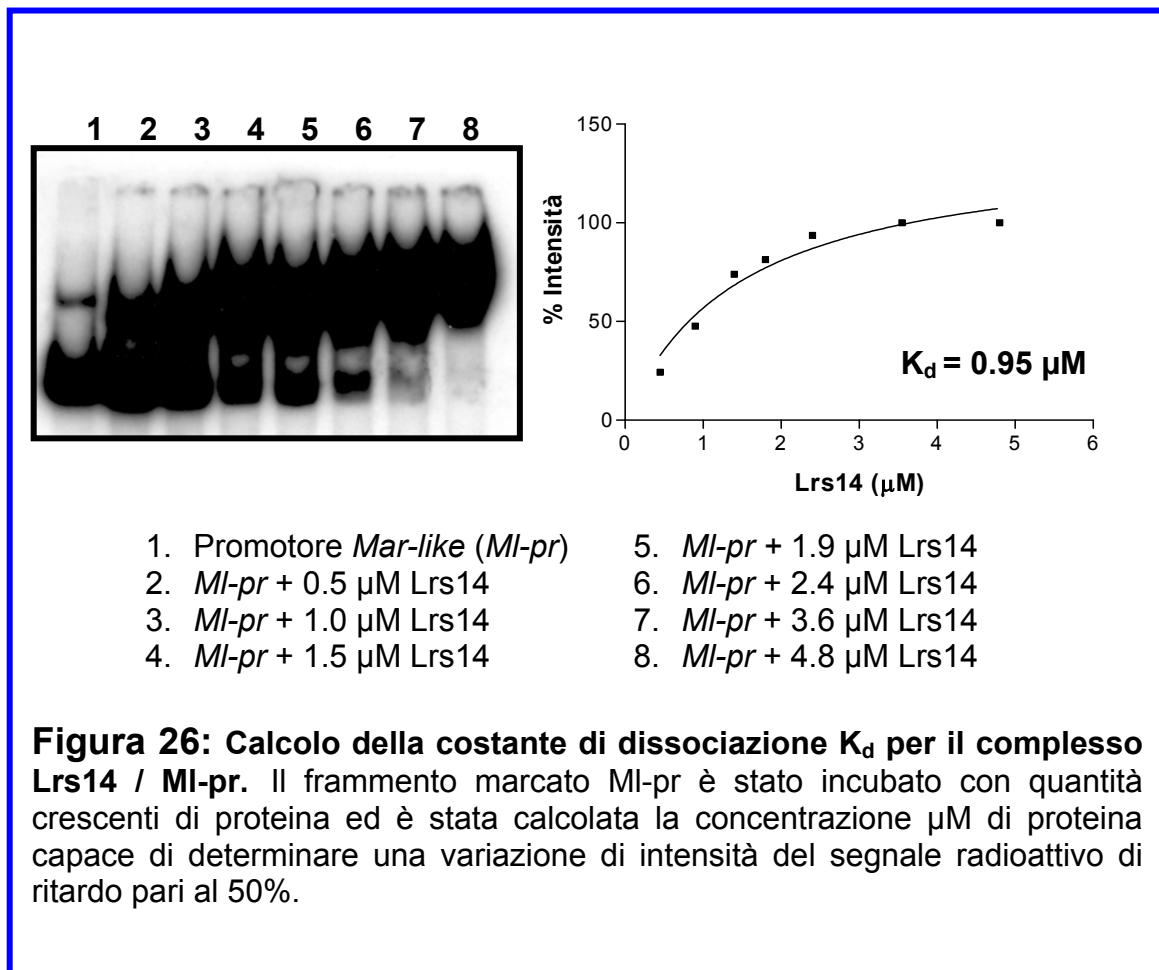 1 2 3 4 5 6 7 8
150
100
50
0
% Intensità
0 1 2 3 4 5 6
Lrs14 (µM)
Kd = 0.95 µM
1. Promotore Mar-like (Ml-pr)
2. Ml-pr + 0.5 µM Lrs14
3. Ml-pr + 1.0 µM Lrs14
4. Ml-pr + 1.5 µM Lrs14
5. Ml-pr + 1.9 µM Lrs14
6. Ml-pr + 2.4 µM Lrs14
7. Ml-pr + 3.6 µM Lrs14
8. Ml-pr + 4.8 µM Lrs14
Figura 26: Calcolo della costante di dissociazione Kd per il complesso
Lrs14 / Ml-pr. Il frammento marcato Ml-pr è stato incubato con quantità
crescenti di proteina ed è stata calcolata la concentrazione µM di proteina
capace di determinare una variazione di intensità del segnale radioattivo di
ritardo pari al 50%.